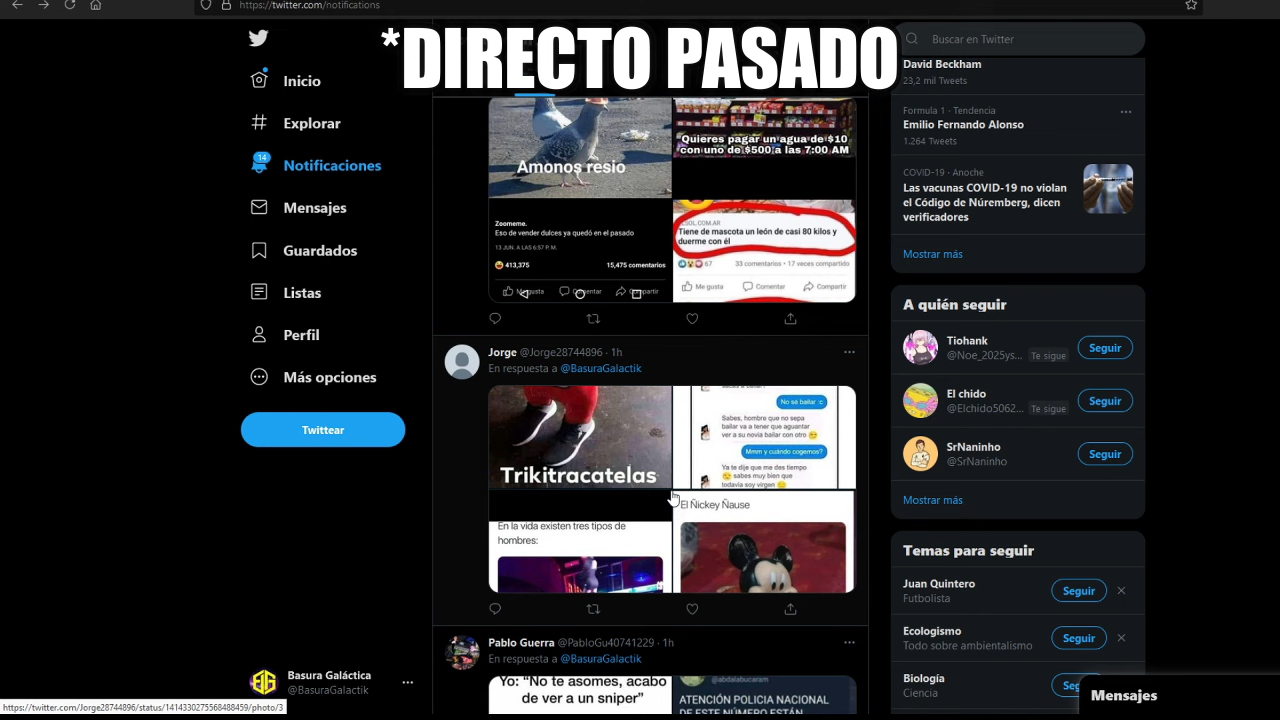 https://twitter.com/notifications
*DIRECTO PASADO
Inicio
Explorar
14
Notificaciones
Mensajes
Guardados
Listas
Perfil
Más opciones
Twittear
Basura Galáctica
@BasuraGalactik
https://twitter.com/Jorge28744896/status/1414330275568488459/photo/3
Amonos resio
Zoomeme.
Eso de vender dulces ya quedó en el pasado
13 JUN. A LAS 6:57 P. M.
413,375
15,475 comentarios
Me gusta
Comentar
Compartir
Quieres pagar un agua de $10
con uno de $500 a las 7:00 AM
Tiene de mascota un león de casi 80 kilos y
duerme con él
67
33 comentarios • 17 veces compartido
Me gusta
Comentar
Compartir
Jorge @Jorge28744896 · 1h
En respuesta a @BasuraGalactik
Trikitracatelas
No sé bailar :c
Sabes, hombre que no sepa
bailar va a tener que aguantar
ver a su novia bailar con otro
Mmm y cuándo cogemos?
Ya te dije que me des tiempo
sabes muy bien que
todavia soy virgen
En la vida existen tres tipos de
hombres:
El Ñickey Ñause
Pablo Guerra @PabloGu40741229 · 1h
En respuesta a @BasuraGalactik
Yo: “No te asomes, acabo
de ver a un sniper”
@abdalabucaram
ATENCIÓN POLICIA NACIONAL
DE ESTE NÚMERO ESTÁN
Buscar en Twitter
David Beckham
23,2 mil Tweets
Formula 1 · Tendencia
Emilio Fernando Alonso
1.264 Tweets
COVID-19 · Anoche
Las vacunas COVID-19 no violan
el Código de Núremberg, dicen
verificadores
Mostrar más
A quién seguir
Tiohank
@Noe_2025ys... Te sigue
Seguir
El chido
@Elchido5062... Te sigue
Seguir
SrNaninho
@SrNaninho
Seguir
Mostrar más
Temas para seguir
Juan Quintero
Futbolista
Seguir
Ecologismo
Todo sobre ambientalismo
Seguir
Biología
Ciencia
Mensajes